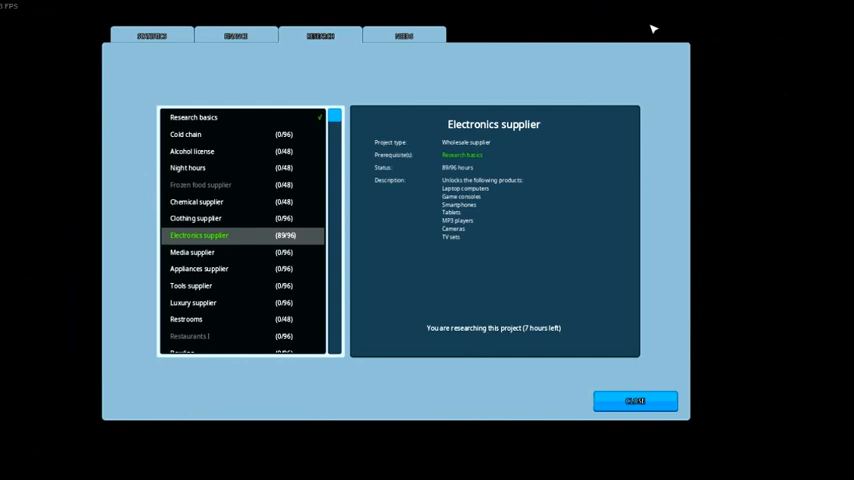 FPS
STATISTICS
FINANCE
RESEARCH
NEEDS
Research basics √
Cold chain (0/96)
Alcohol license (0/48)
Night hours (0/48)
Frozen food supplier (0/48)
Chemical supplier (0/48)
Clothing supplier (0/96)
Electronics supplier (89/96)
Media supplier (0/96)
Appliances supplier (0/96)
Tools supplier (0/96)
Luxury supplier (0/96)
Restrooms (0/48)
Restaurants I (0/96)
Electronics supplier
Project type: Wholesale supplier
Prerequisite(s): Research basics
Status: 89/96 hours
Description: Unlocks the following products:
Laptop computers
Game consoles
Smartphones
Tablets
MP3 players
Cameras
TV sets
You are researching this project (7 hours left)
CLOSE